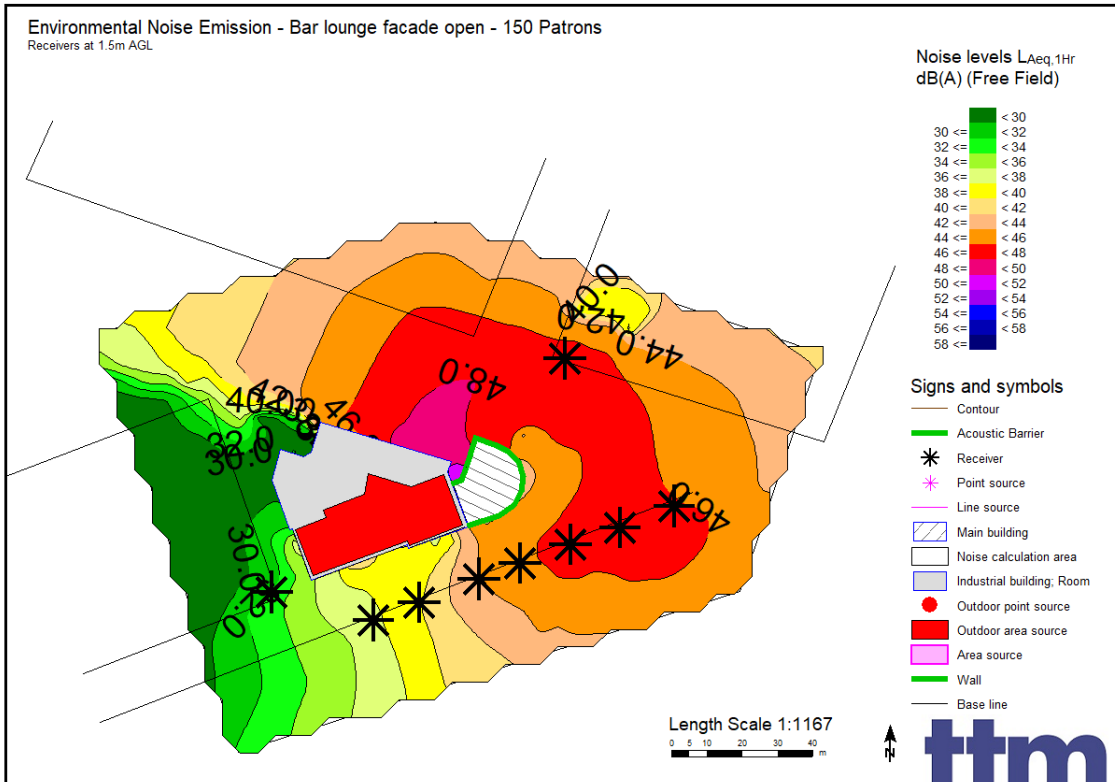 Environmental Noise Emission - Bar lounge facade open - 150 Patrons
Receivers at 1.5m AGL
Noise levels LAeq,1Hr
dB(A) (Free Field)
< 30
30 <= < 32
32 <= < 34
34 <= < 36
36 <= < 38
38 <= < 40
40 <= < 42
42 <= < 44
44 <= < 46
46 <= < 48
48 <= < 50
50 <= < 52
52 <= < 54
54 <= < 56
56 <= < 58
58 <=
48.0
44.0
46.0
32.0
30.0
30.0
Signs and symbols
Contour
Acoustic Barrier
Receiver
Point source
Line source
Main building
Noise calculation area
Industrial building; Room
Outdoor point source
Outdoor area source
Area source
Wall
Base line
Length Scale 1:1167
0 5 10 20 30 40
m
N
ttm